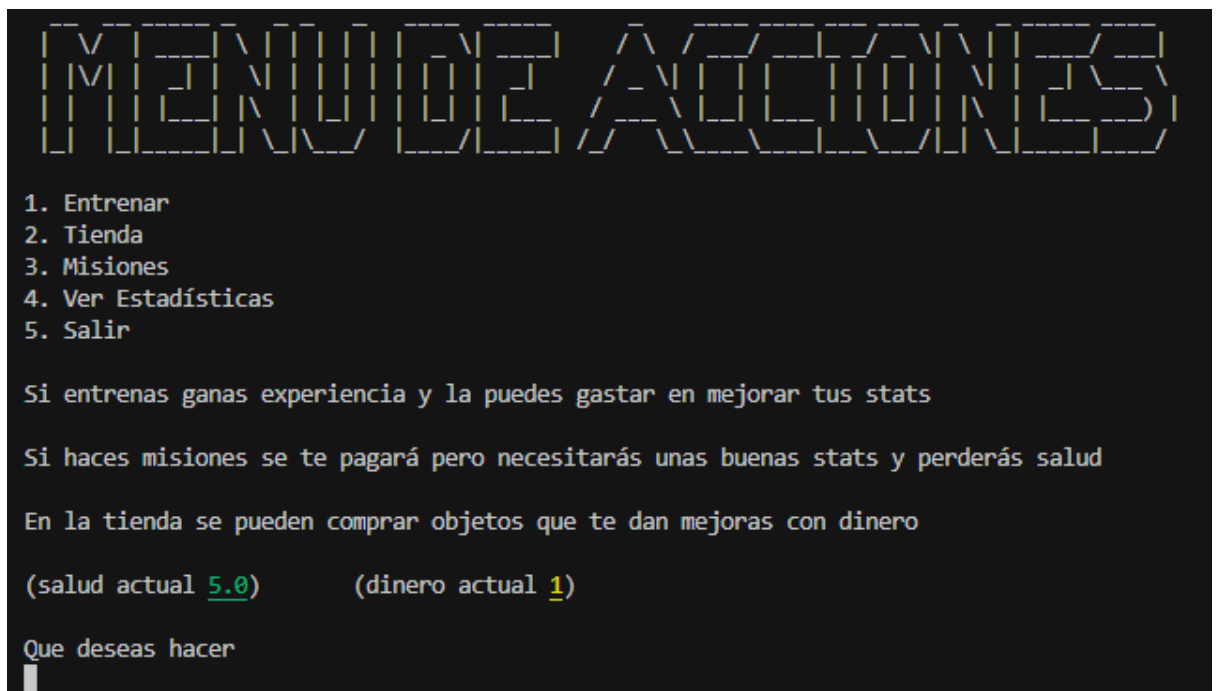 MENU DE ACCIONES
1. Entrenar
2. Tienda
3. Misiones
4. Ver Estadísticas
5. Salir
Si entrenas ganas experiencia y la puedes gastar en mejorar tus stats
Si haces misiones se te pagará pero necesitarás unas buenas stats y perderás salud
En la tienda se pueden comprar objetos que te dan mejoras con dinero
(salud actual 5.0) (dinero actual 1)
Que deseas hacer